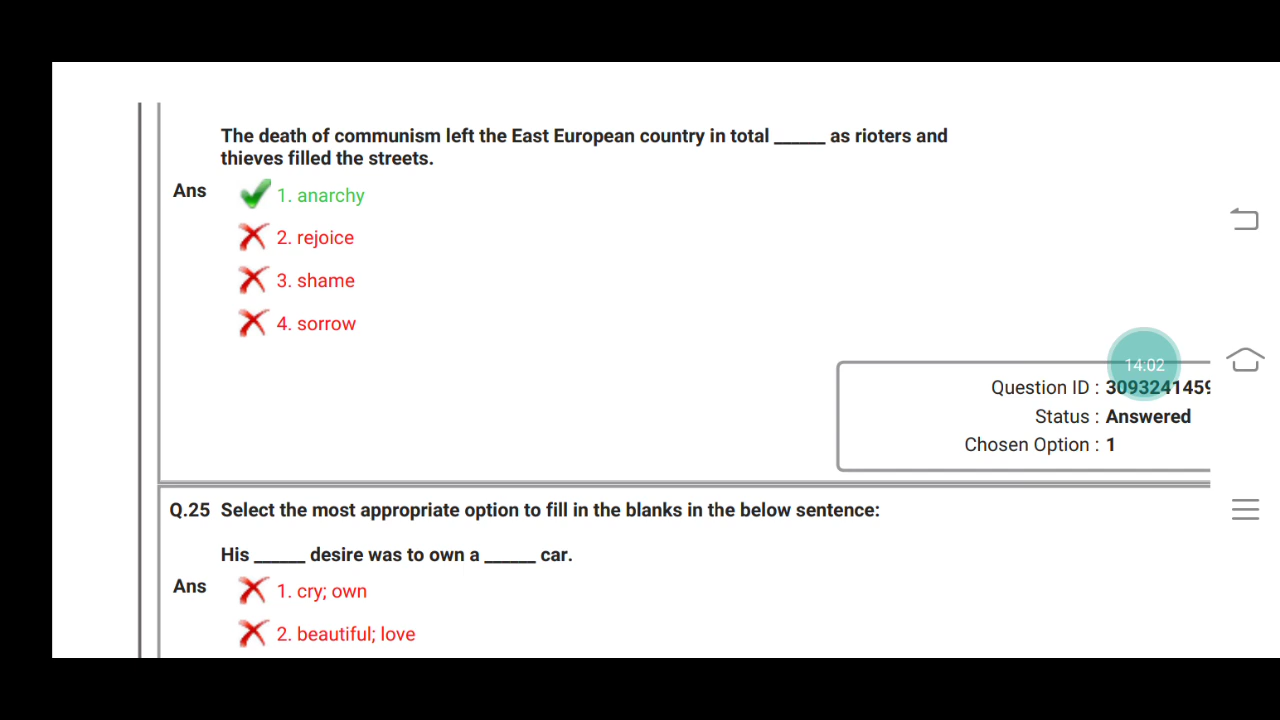 The death of communism left the East European country in total ______ as rioters and
thieves filled the streets.
Ans
1. anarchy
2. rejoice
3. shame
4. sorrow
14:02
Question ID : 3093241459
Status : Answered
Chosen Option : 1
Q.25 Select the most appropriate option to fill in the blanks in the below sentence:
His ______ desire was to own a ______ car.
Ans
1. cry; own
2. beautiful; love